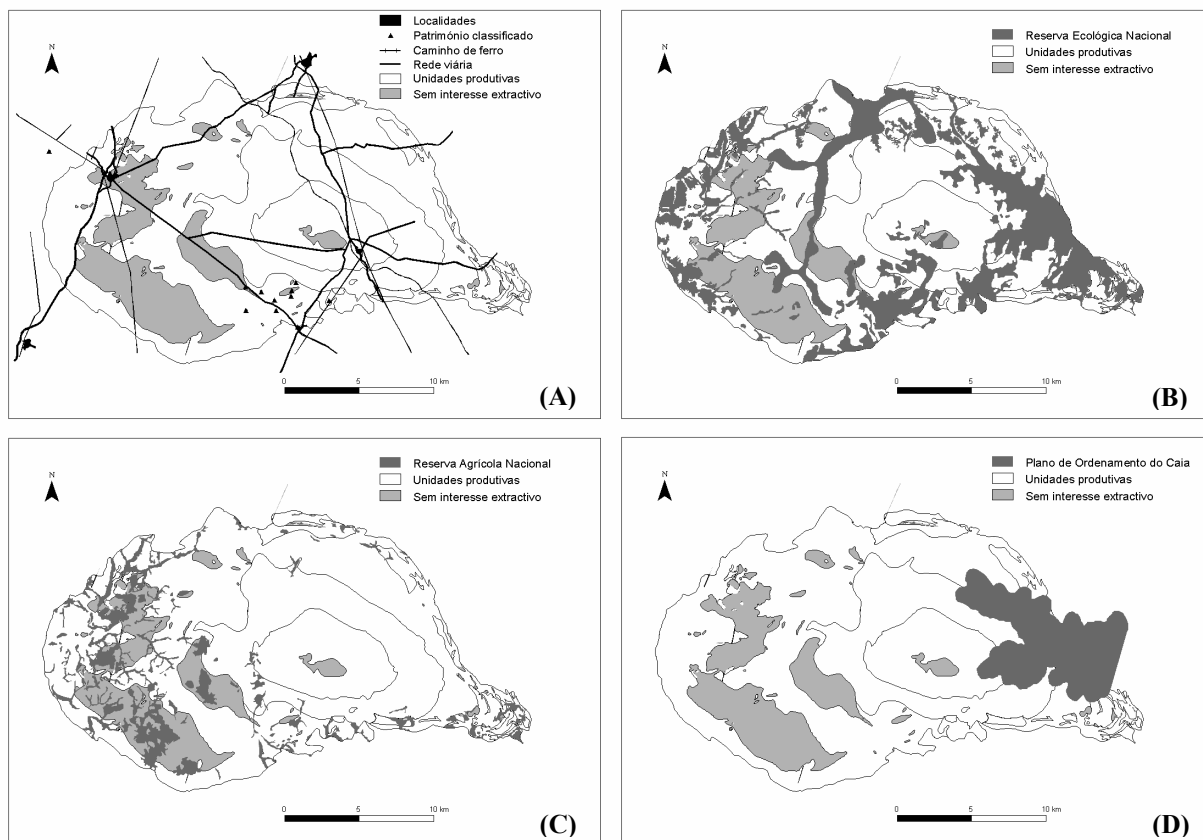 N
Localidades
Património classificado
Caminho de ferro
Rede viária
Unidades produtivas
Sem interesse extractivo
0 5 10 km
(A)
N
Reserva Ecológica Nacional
Unidades produtivas
Sem interesse extractivo
0 5 10 km
(B)
N
Reserva Agrícola Nacional
Unidades produtivas
Sem interesse extractivo
0 5 10 km
(C)
N
Plano de Ordenamento do Caia
Unidades produtivas
Sem interesse extractivo
0 5 10 km
(D)